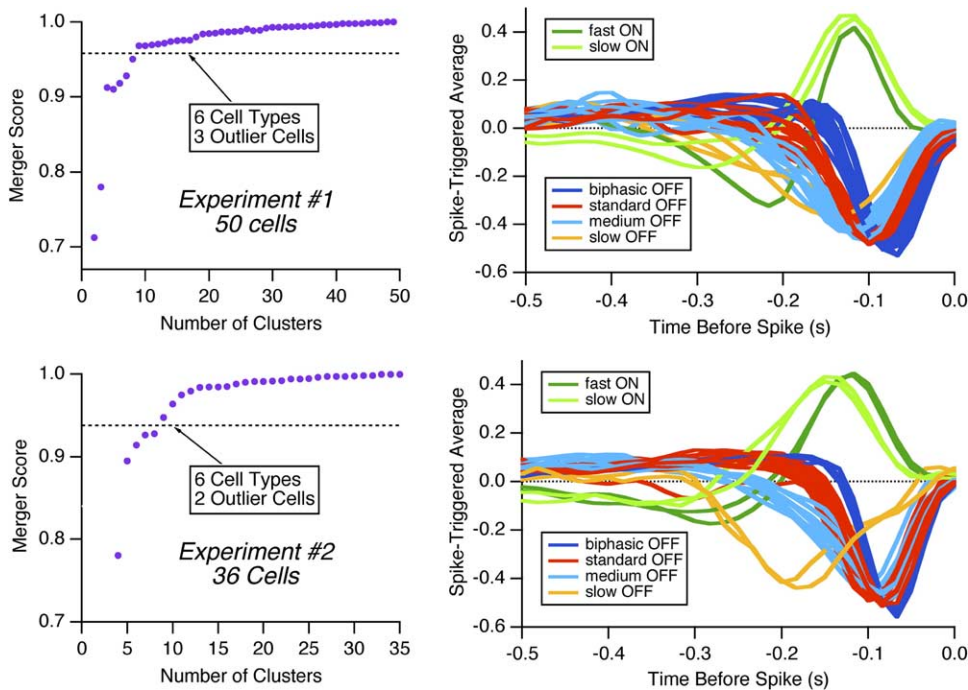 1.0
0.9
0.8
0.7
Merger Score
6 Cell Types
3 Outlier Cells
Experiment #1
50 cells
0 10 20 30 40 50
Number of Clusters
0.4
0.2
0.0
-0.2
-0.4
-0.6
Spike-Triggered Average
fast ON
slow ON
biphasic OFF
standard OFF
medium OFF
slow OFF
-0.5 -0.4 -0.3 -0.2 -0.1 0.0
Time Before Spike (s)
1.0
0.9
0.8
0.7
Merger Score
6 Cell Types
2 Outlier Cells
Experiment #2
36 Cells
0 5 10 15 20 25 30 35
Number of Clusters
0.4
0.2
0.0
-0.2
-0.4
-0.6
Spike-Triggered Average
fast ON
slow ON
biphasic OFF
standard OFF
medium OFF
slow OFF
-0.5 -0.4 -0.3 -0.2 -0.1 0.0
Time Before Spike (s)